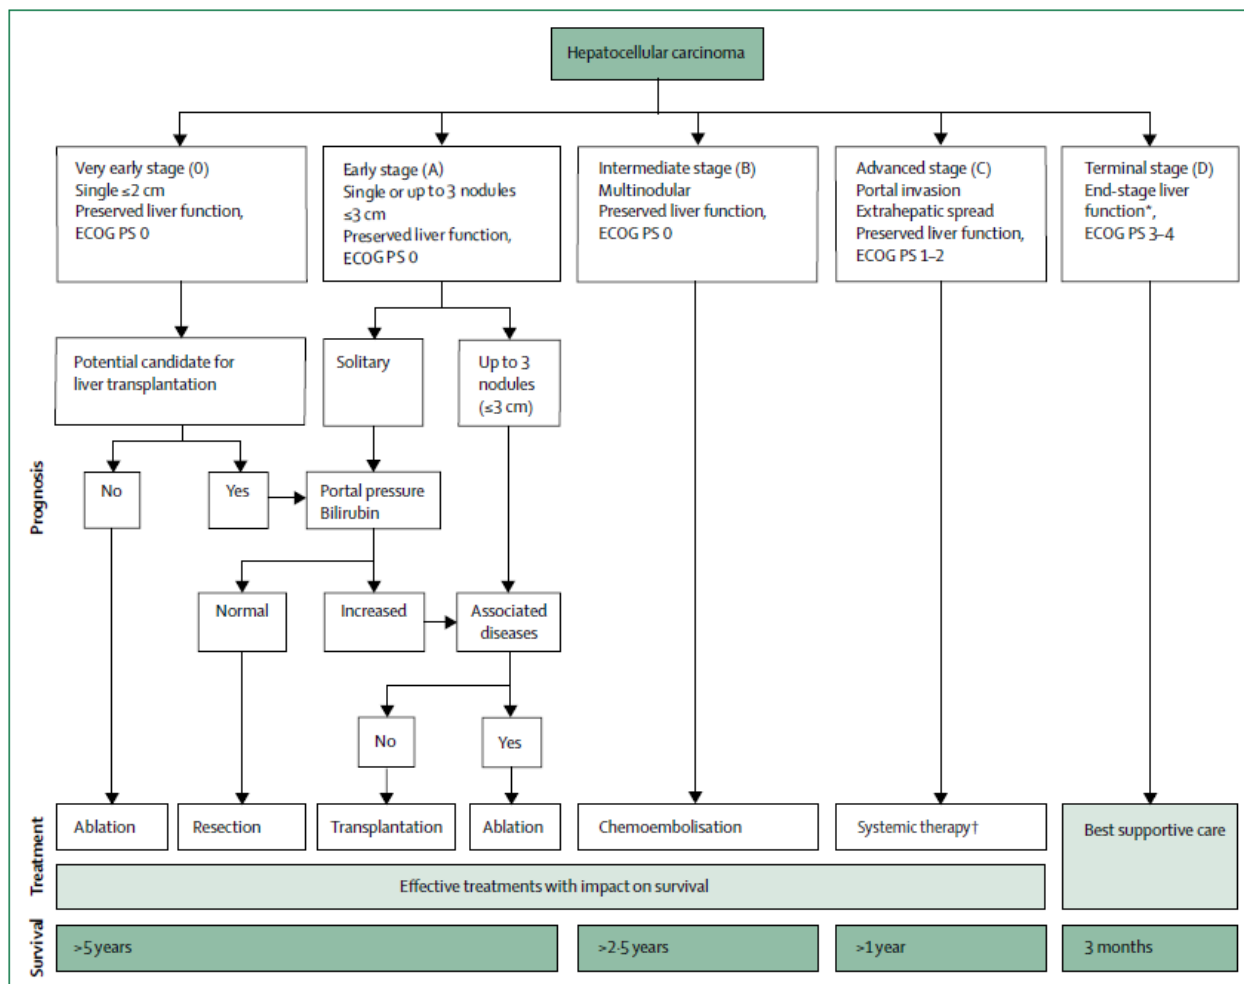 Hepatocellular carcinoma
Very early stage (0)
Single ≤2 cm
Preserved liver function,
ECOG PS 0
Early stage (A)
Single or up to 3 nodules
≤3 cm
Preserved liver function,
ECOG PS 0
Intermediate stage (B)
Multinodular
Preserved liver function,
ECOG PS 0
Advanced stage (C)
Portal invasion
Extrahepatic spread
Preserved liver function,
ECOG PS 1–2
Terminal stage (D)
End-stage liver
function*,
ECOG PS 3–4
Potential candidate for
liver transplantation
Solitary
Up to 3
nodules
(≤3 cm)
Prognosis
No
Yes
Portal pressure
Bilirubin
Normal
Increased
Associated
diseases
No
Yes
Treatment
Ablation
Resection
Transplantation
Ablation
Chemoembolisation
Systemic therapy†
Best supportive care
Effective treatments with impact on survival
Survival
>5 years
>2·5 years
>1 year
3 months